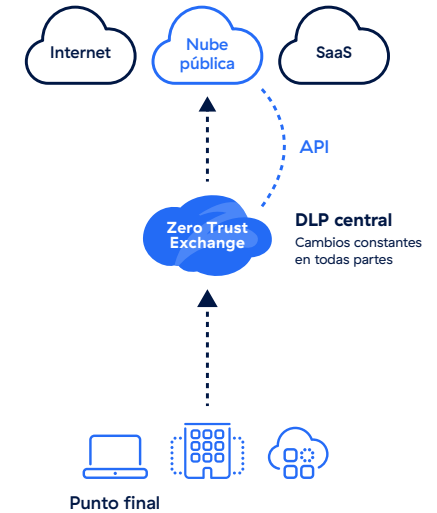 Internet
Nube
pública
SaaS
API
Zero Trust
Exchange
DLP central
Cambios constantes
en todas partes
Punto final